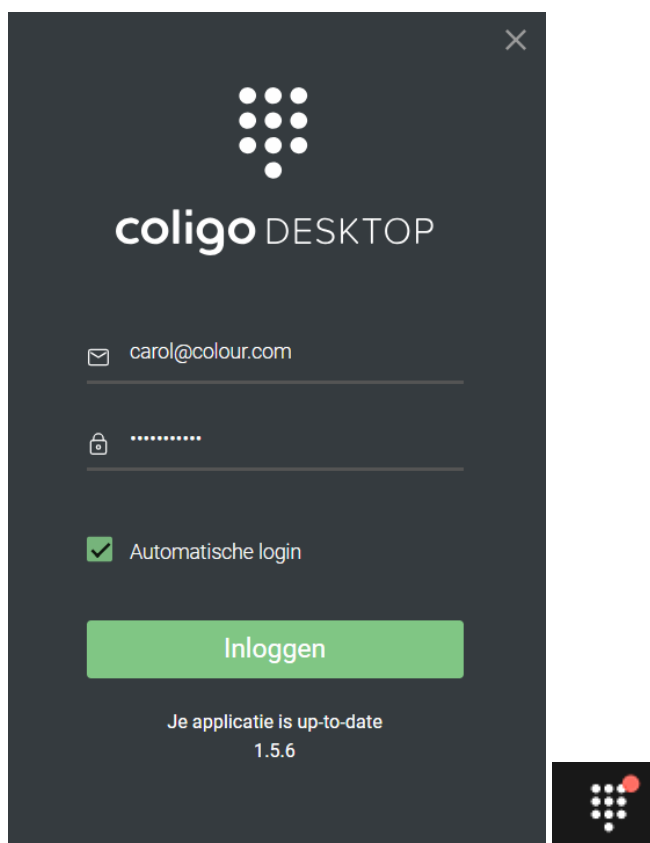 coligo DESKTOP
carol@colour.com
•••••••••••
Automatische login
Inloggen
Je applicatie is up-to-date
1.5.6